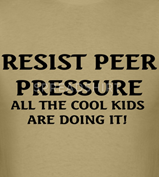 RESIST PEER
PRESSURE
ALL THE COOL KIDS
ARE DOING IT!